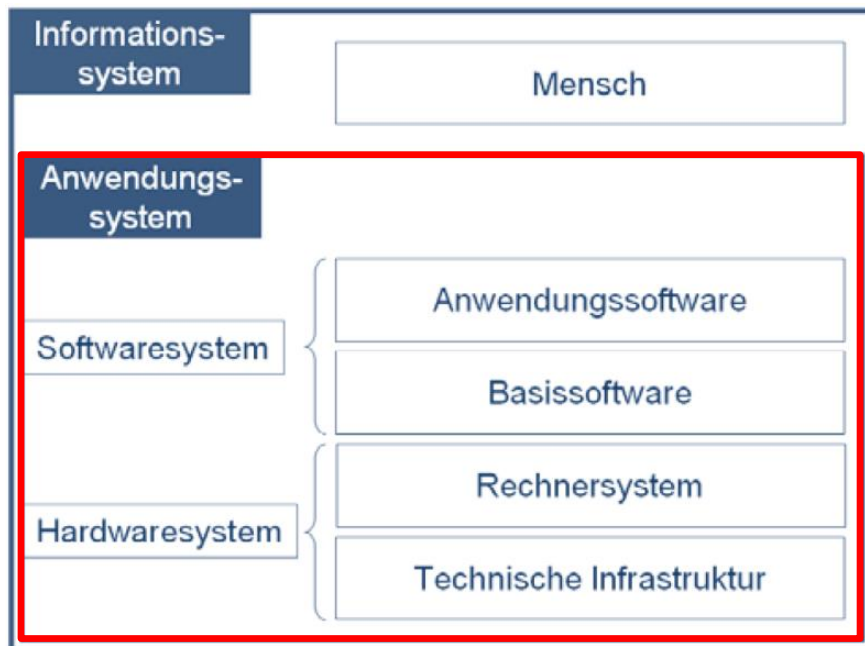 Informations-
system
Mensch
Anwendungs-
system
Anwendungssoftware
Softwaresystem
Basissoftware
Rechnersystem
Hardwaresystem
Technische Infrastruktur